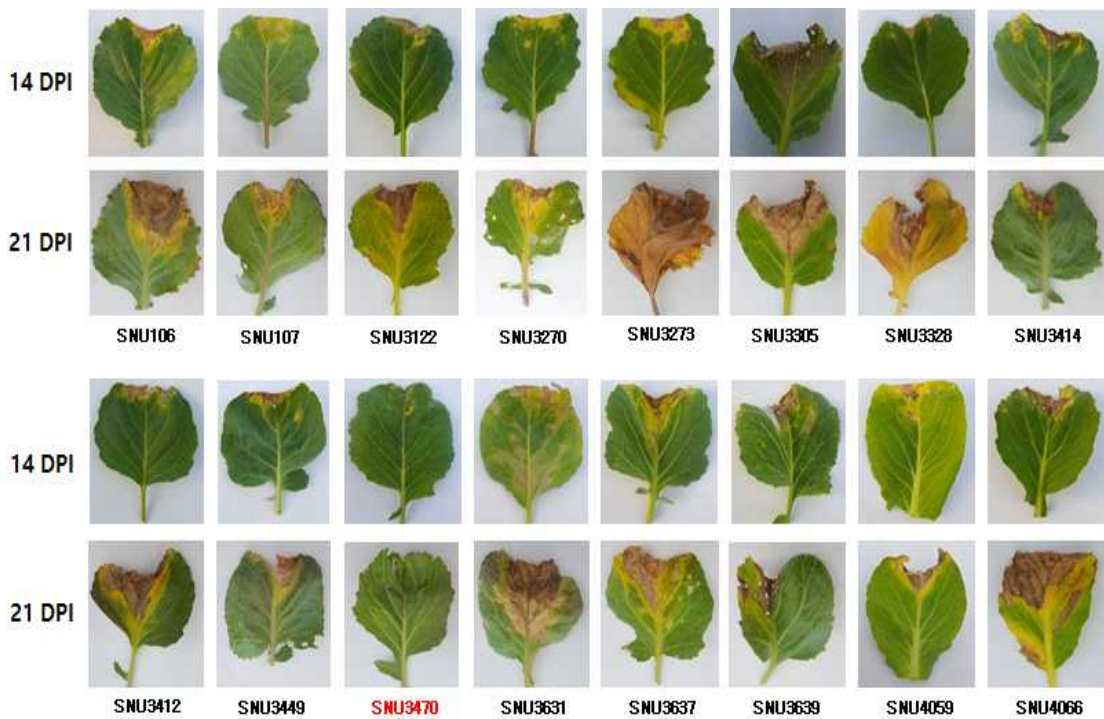 14 DPI
21 DPI
SNU106 SNU107 SNU3122 SNU3270 SNU3273 SNU3305 SNU3328 SNU3414
14 DPI
21 DPI
SNU3412 SNU3449 SNU3470 SNU3631 SNU3637 SNU3639 SNU4059 SNU4066